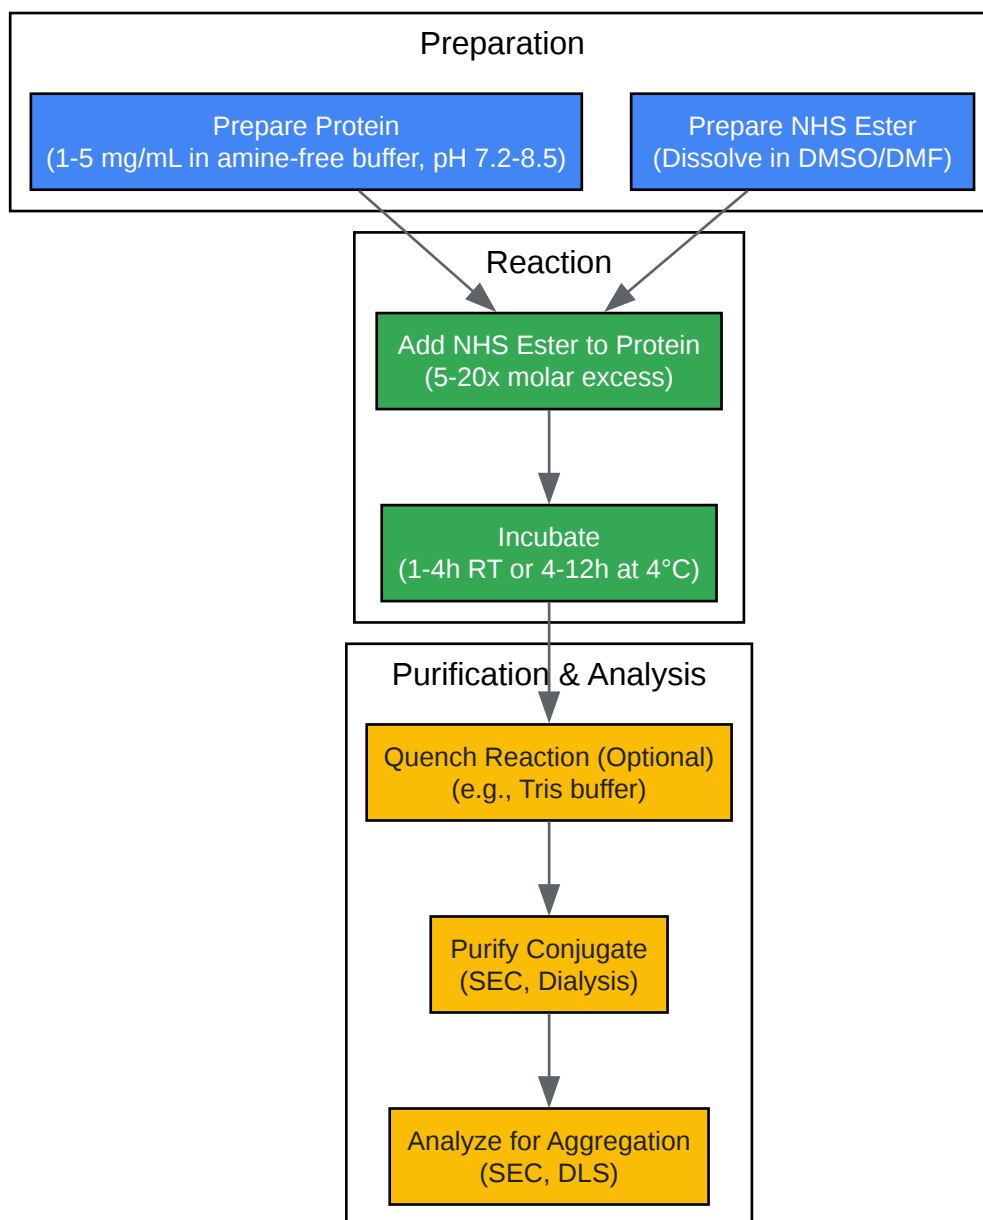 Preparation
Prepare Protein
(1-5 mg/mL in amine-free buffer, pH 7.2-8.5)
Prepare NHS Ester
(Dissolve in DMSO/DMF)
Reaction
Add NHS Ester to Protein
(5-20x molar excess)
Incubate
(1-4h RT or 4-12h at 4°C)
Purification & Analysis
Quench Reaction (Optional)
(e.g., Tris buffer)
Purify Conjugate
(SEC, Dialysis)
Analyze for Aggregation
(SEC, DLS)